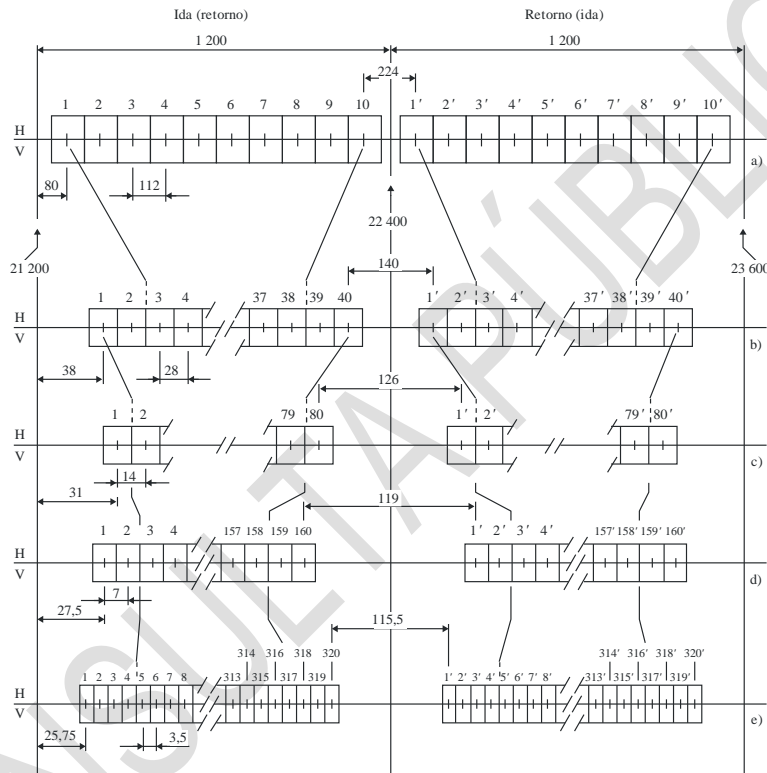 Ida (retorno) Retorno (ida)
1 200 1 200
224
1 2 3 4 5 6 7 8 9 10 1′ 2′ 3′ 4′ 5′ 6′ 7′ 8′ 9′ 10′
H
V a)
80 112
21 200 22 400 23 600
140
1 2 3 4 37 38 39 40 1′ 2′ 3′ 4′ 37′ 38′ 39′ 40′
H
V b)
38 28
126
1 2 79 80 1′ 2′ 79′ 80′
H
V c)
14
31 119
1 2 3 4 157 158 159 160 1′ 2′ 3′ 4′ 157′ 158′ 159′ 160′
H
V d)
7
27,5
115,5
314 316 318 320 314′ 316′ 318′ 320′
1 2 3 4 5 6 7 8 313 315 317 319 1′ 2′ 3′ 4′ 5′ 6′ 7′ 8′ 313′ 315′ 317′ 319′
H
V e)
25,75 3,5
NSULTA PÚBLIC